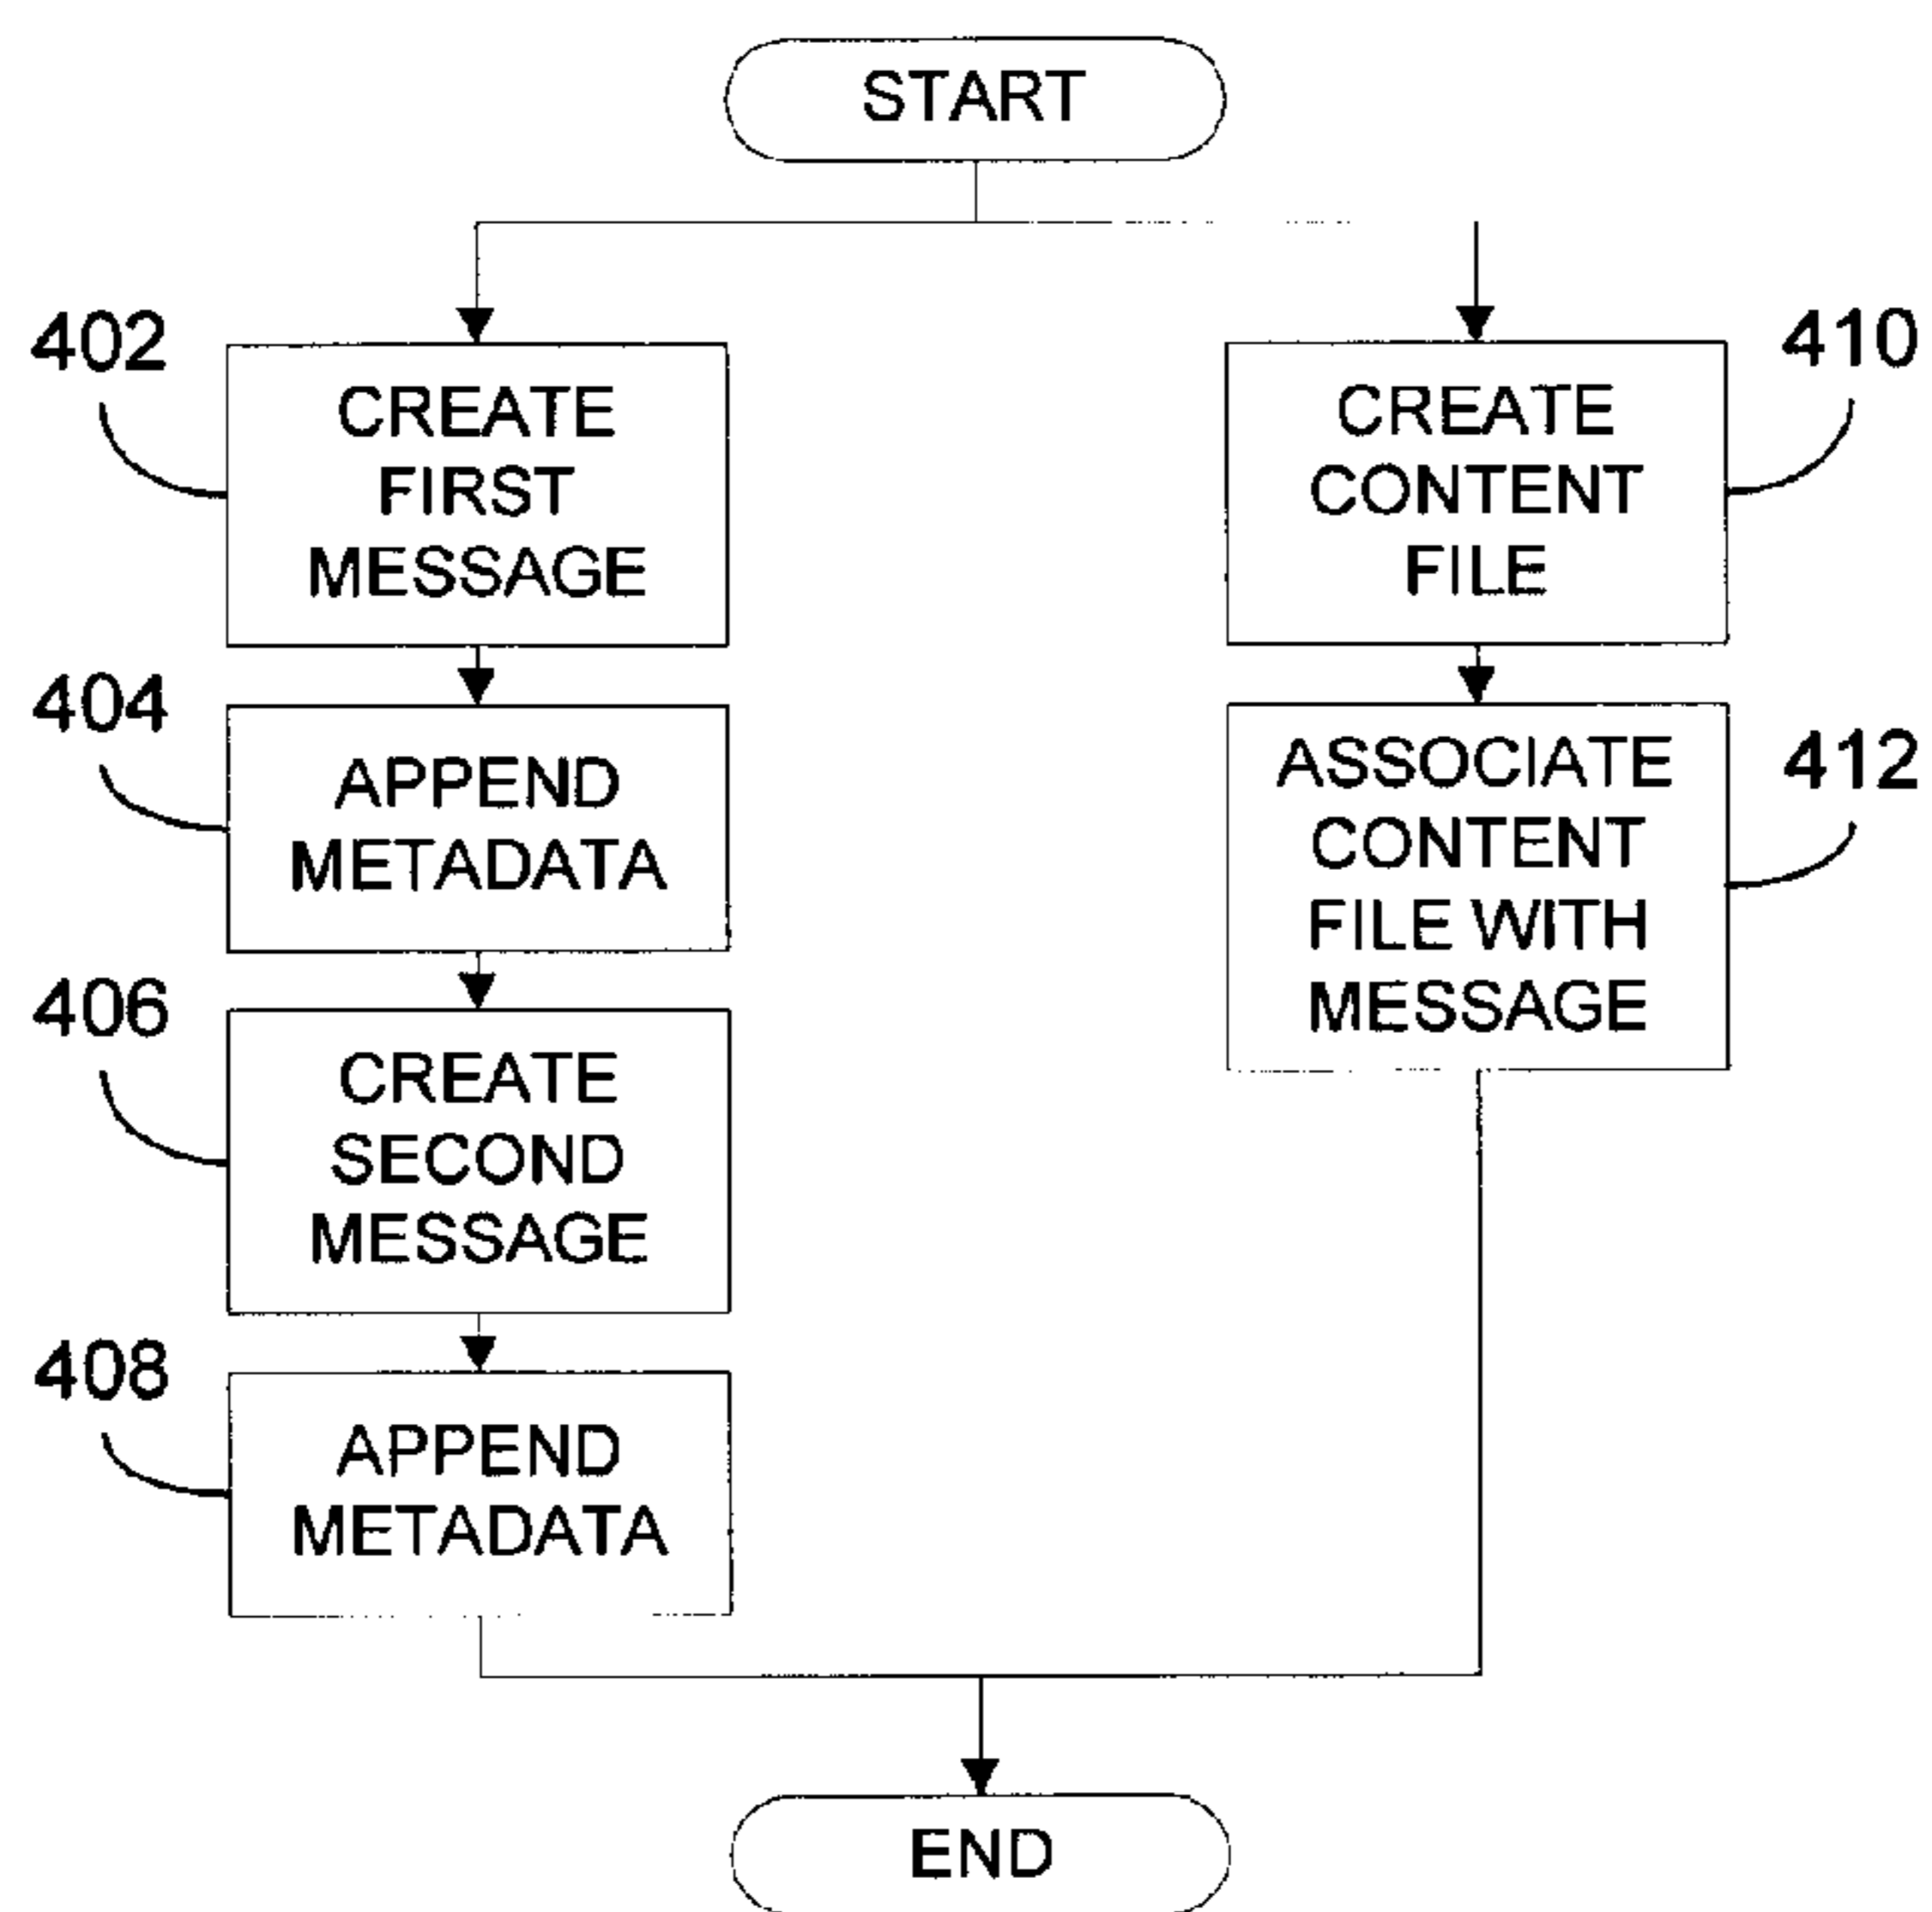 START
402
CREATE
FIRST
MESSAGE
404
APPEND
METADATA
406
CREATE
SECOND
MESSAGE
408
APPEND
METADATA
410
CREATE
CONTENT
FILE
412
ASSOCIATE
CONTENT
FILE WITH
MESSAGE
END